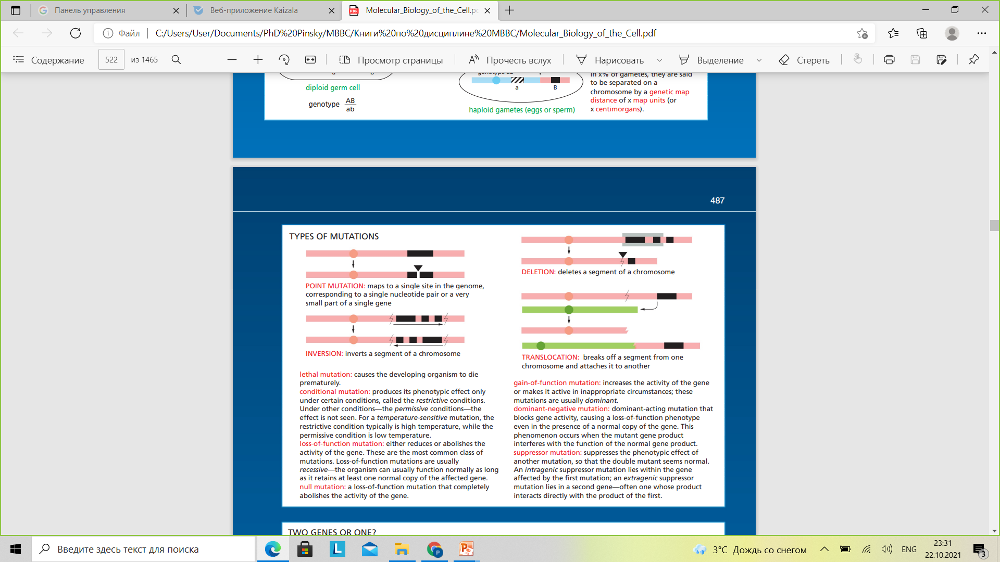 Панель управления
Веб-приложение Kaizala
Molecular_Biology_of_the_Cell.p
Файл
C:/Users/User/Documents/PhD%20Pinsky/MBBC/Книги%20по%20дисциплине%20MBBC/Molecular_Biology_of_the_Cell.pdf
Содержание
522
из 1465
Просмотр страницы
Прочесть вслух
Нарисовать
Выделение
Стереть
a b
diploid germ cell
genotype AB
ab
genotype aB
a B
haploid gametes (eggs or sperm)
in x% of gametes, they are said
to be separated on a
chromosome by a genetic map
distance of x map units (or
x centimorgans).
487
TYPES OF MUTATIONS
POINT MUTATION: maps to a single site in the genome,
corresponding to a single nucleotide pair or a very
small part of a single gene
INVERSION: inverts a segment of a chromosome
DELETION: deletes a segment of a chromosome
TRANSLOCATION: breaks off a segment from one
chromosome and attaches it to another
lethal mutation: causes the developing organism to die
prematurely.
conditional mutation: produces its phenotypic effect only
under certain conditions, called the restrictive conditions.
Under other conditions—the permissive conditions—the
effect is not seen. For a temperature-sensitive mutation, the
restrictive condition typically is high temperature, while the
permissive condition is low temperature.
loss-of-function mutation: either reduces or abolishes the
activity of the gene. These are the most common class of
mutations. Loss-of-function mutations are usually
recessive—the organism can usually function normally as long
as it retains at least one normal copy of the affected gene.
null mutation: a loss-of-function mutation that completely
abolishes the activity of the gene.
gain-of-function mutation: increases the activity of the gene
or makes it active in inappropriate circumstances; these
mutations are usually dominant.
dominant-negative mutation: dominant-acting mutation that
blocks gene activity, causing a loss-of-function phenotype
even in the presence of a normal copy of the gene. This
phenomenon occurs when the mutant gene product
interferes with the function of the normal gene product.
suppressor mutation: suppresses the phenotypic effect of
another mutation, so that the double mutant seems normal.
An intragenic suppressor mutation lies within the gene
affected by the first mutation; an extragenic suppressor
mutation lies in a second gene—often one whose product
interacts directly with the product of the first.
TWO GENES OR ONE?
Введите здесь текст для поиска
3°C Дождь со снегом
ENG
23:31
22.10.2021
3